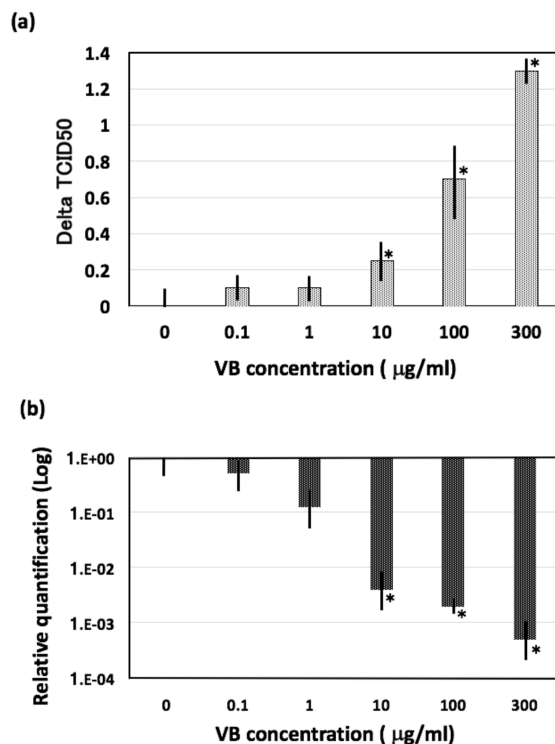 (a)
Delta TCID50
1.4
1.2
1
0.8
0.6
0.4
0.2
0
*
*
*
0 0.1 1 10 100 300
VB concentration ( μg/ml)
(b)
Relative quantification (Log)
1.E+00
1.E-01
1.E-02
1.E-03
1.E-04
*
*
*
0 0.1 1 10 100 300
VB concentration ( μg/ml)